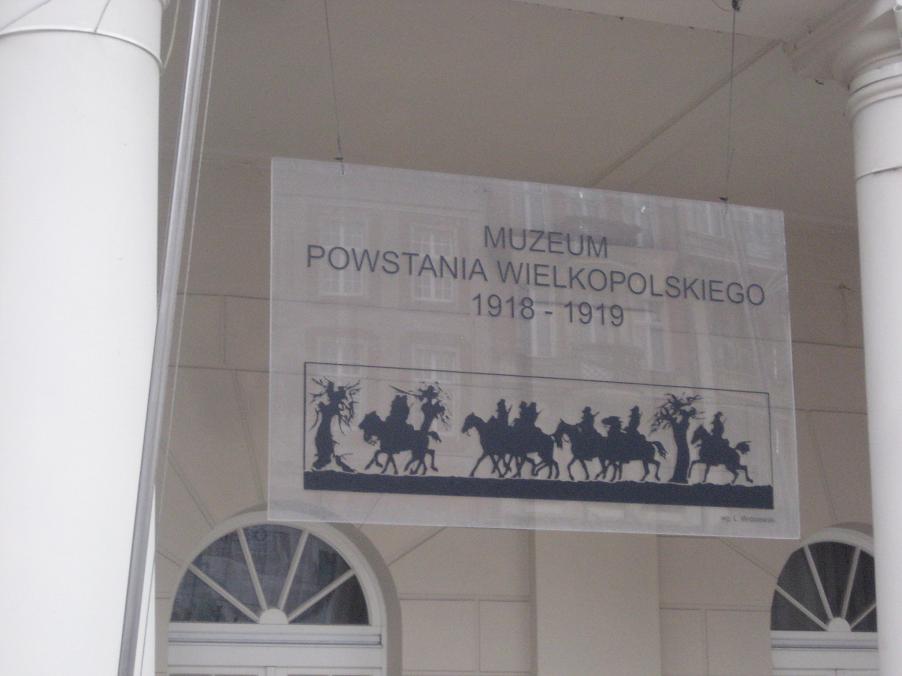 MUZEUM
POWSTANIA WIELKOPOLSKIEGO
1918 - 1919